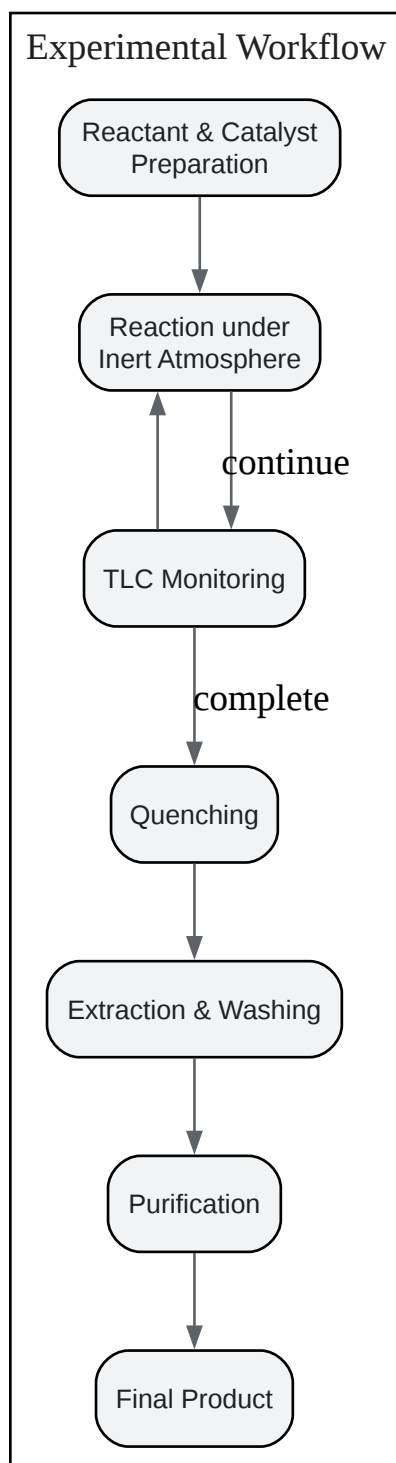 Experimental Workflow
Reactant & Catalyst
Preparation
Reaction under
Inert Atmosphere
continue
TLC Monitoring
complete
Quenching
Extraction & Washing
Purification
Final Product